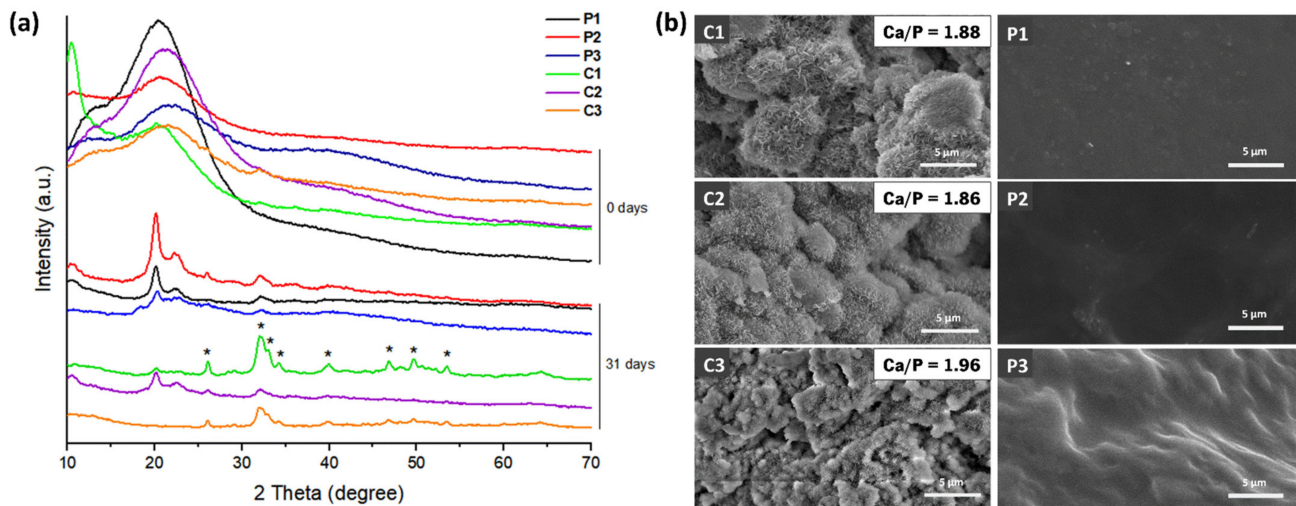 (a)
P1
P2
P3
C1
C2
C3
0 days
31 days
* * * * * * * *
Intensity (a.u.)
10 20 30 40 50 60 70
2 Theta (degree)
(b)
C1 Ca/P = 1.88
5 µm
P1
5 µm
C2 Ca/P = 1.86
5 µm
P2
5 µm
C3 Ca/P = 1.96
5 µm
P3
5 µm